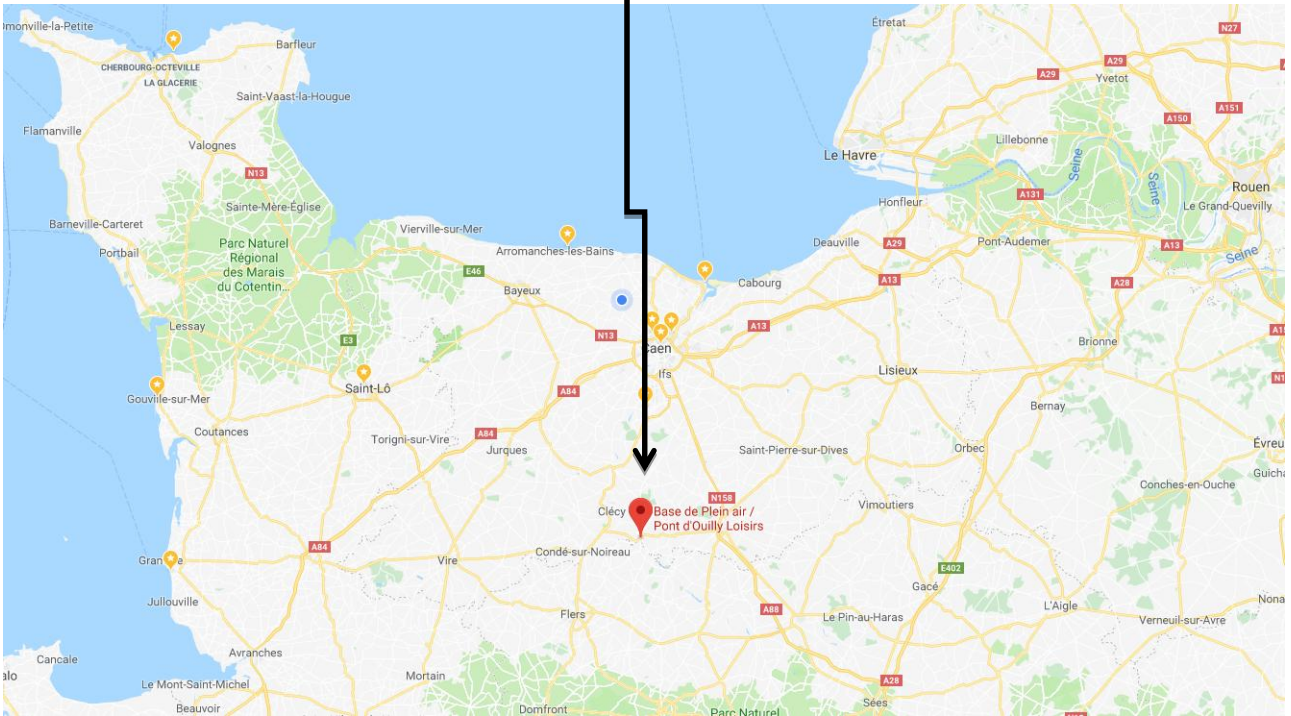 Étretat
N27
Barfleur
A29
A29
Yvetot
CHERBOURG-OCTEVILLE
LA GLACERIE
Saint-Vaast-la-Hougue
A151
A150
Flamanville
Valognes
Lillebonne
Le Havre
Seine
N13
Seine
Rouen
A131
Sainte-Mère-Église
Honfleur
Le Grand-Quevilly
Barneville-Carteret
Vierville-sur-Mer
Portbail
Parc Naturel
Régional
des Marais
du Cotentin...
Arromanches-les-Bains
Deauville
A29
Pont-Audemer
A13
Seine
E46
Bayeux
Cabourg
A13
A28
Lessay
N13
A13
E3
Caen
Brionne
Ifs
Lisieux
Saint-Lô
A84
Gouville-sur-Mer
Bernay
Coutances
Torigni-sur-Vire
A84
Jurques
Saint-Pierre-sur-Dives
Orbec
Conches-en-Ouche
N158
Vimoutiers
Clécy
Base de Plein air /
Pont d'Ouilly Loisirs
A84
Condé-sur-Noireau
Vire
E402
Gacé
Jullouville
Flers
A88
Le Pin-au-Haras
L'Aigle
Verneuil-sur-Avre
Avranches
Cancale
Mortain
Le Mont-Saint-Michel
A28
Beauvoir
Domfront
Parc Naturel
Sées